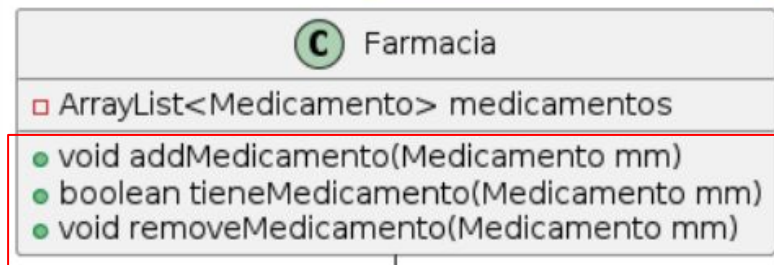 C Farmacia
ArrayList<Medicamento> medicamentos
void addMedicamento(Medicamento mm)
boolean tieneMedicamento(Medicamento mm)
void removeMedicamento(Medicamento mm)